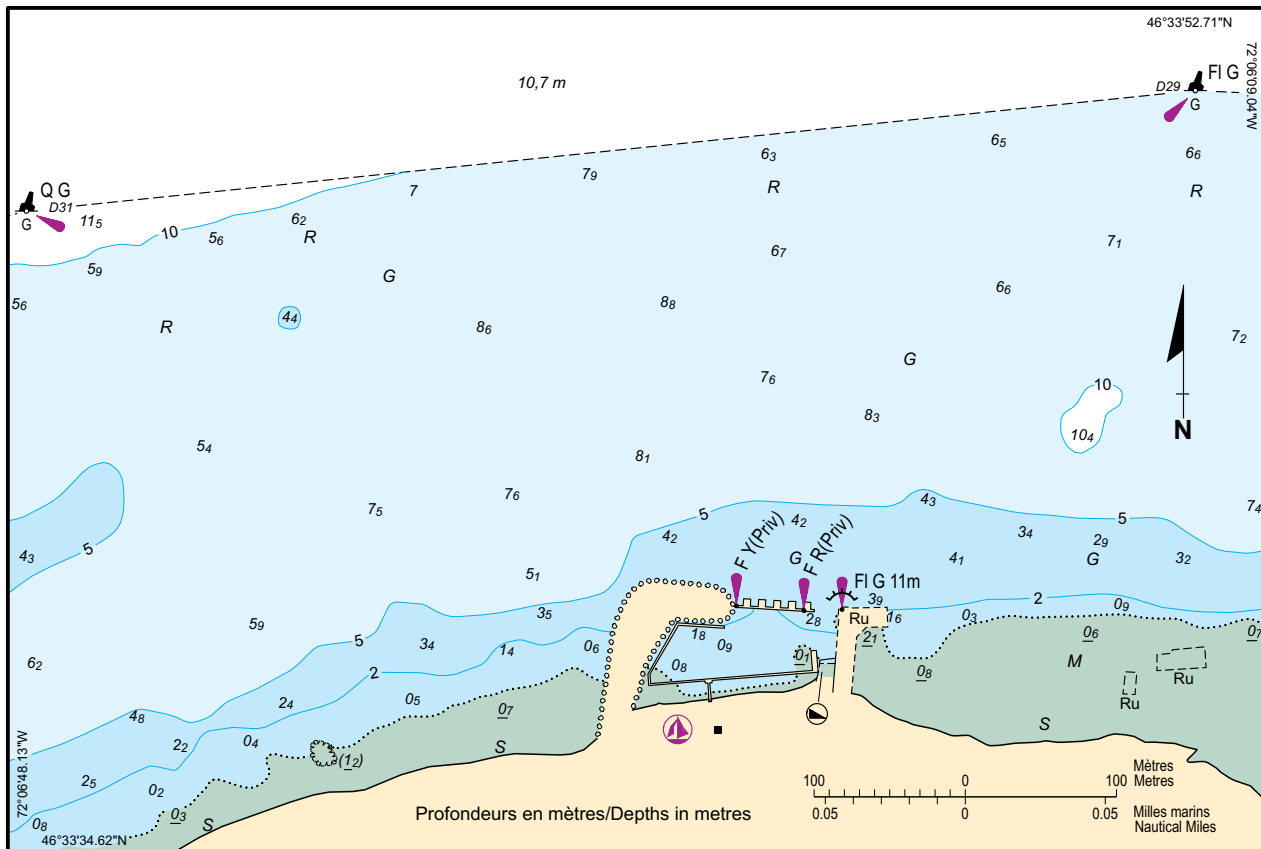 46°33'52.71"N
72°06'09.04"W
10,7 m
Fl G
D29
G
Q G
D31
G
11₅
10
5₆
6₂
R
7
7₉
6₃
R
6₅
6₆
R
5₉
5₆
G
6₇
7₁
R
4₄
8₆
8₈
6₆
7₂
G
7₆
8₃
10
10₄
N
5₄
8₁
7₅
7₆
4₃
5
7₄
5
4₃
5
4₂
4₂
F Y(Priv)
G
F R(Priv)
3₄
2₉
G
3₂
4₁
5₁
Fl G 11m
3₉
2
0₉
3₅
5₉
5
3₄
1₄
0₆
1₈
0₉
2₈
Ru
1₆
0₃
2₁
0₆
0₇
6₂
2
0₈
0₁
0₈
M
Ru
Ru
4₈
2₄
0₅
0₇
S
S
2₂
0₄
(1₂)
2₅
0₂
0₃
S
0₈
72°06'48.13"W
46°33'34.62"N
Profondeurs en mètres/Depths in metres
100 0 100
Mètres
Metres
0.05 0 0.05
Milles marins
Nautical Miles